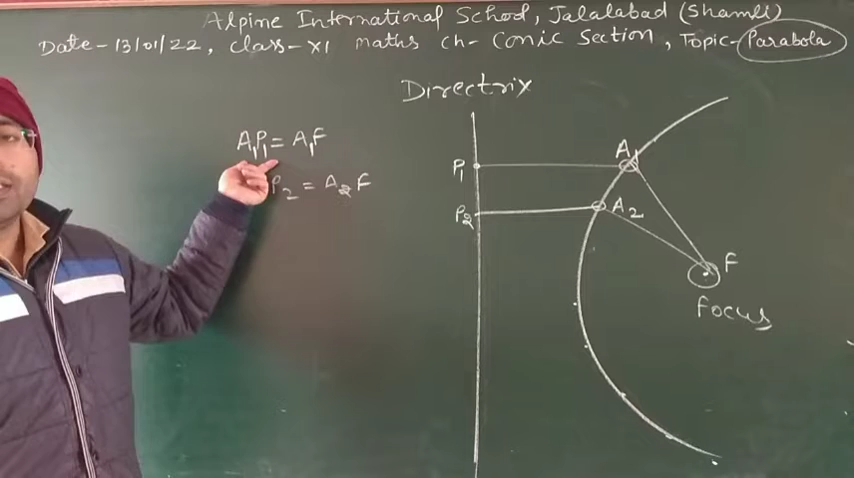 Alpine International School, Jalalabad (Shamli)
Date-13/01/22, Class-XI maths ch- Conic Section, Topic-Parabola
Directrix
A₁P₁ = A₁F
P₂ = A₂F
P₁
A₁
P₂
A₂
F
Focus